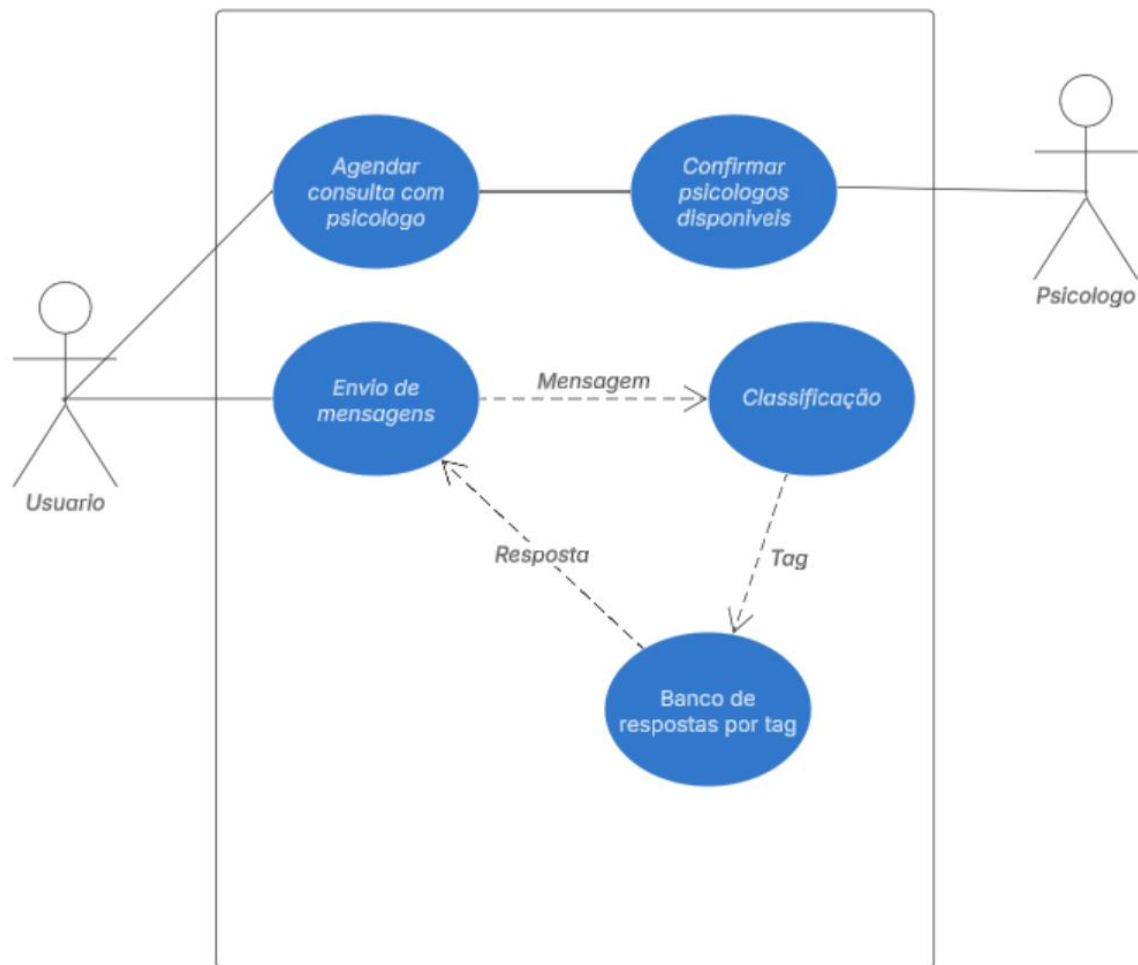 Agendar
consulta com
psicologo
Confirmar
psicologos
disponiveis
Psicologo
Envio de
mensagens
Mensagem
Classificação
Usuario
Resposta
Tag
Banco de
respostas por tag